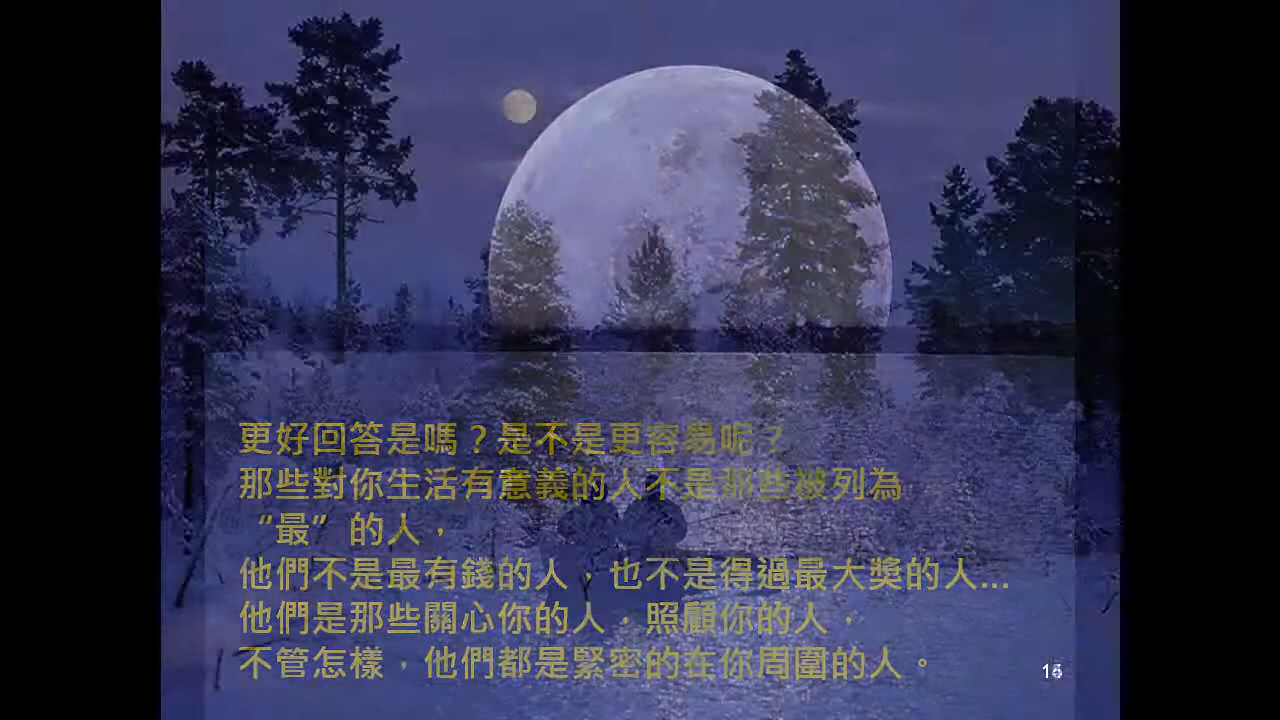 更好回答是嗎？是不是更容易呢？
那些對你生活有意義的人不是那些被列為
“最”的人，
他們不是最有錢的人，也不是得過最大獎的人...
他們是那些關心你的人，照顧你的人，
不管怎樣，他們都是緊密的在你周圍的人。